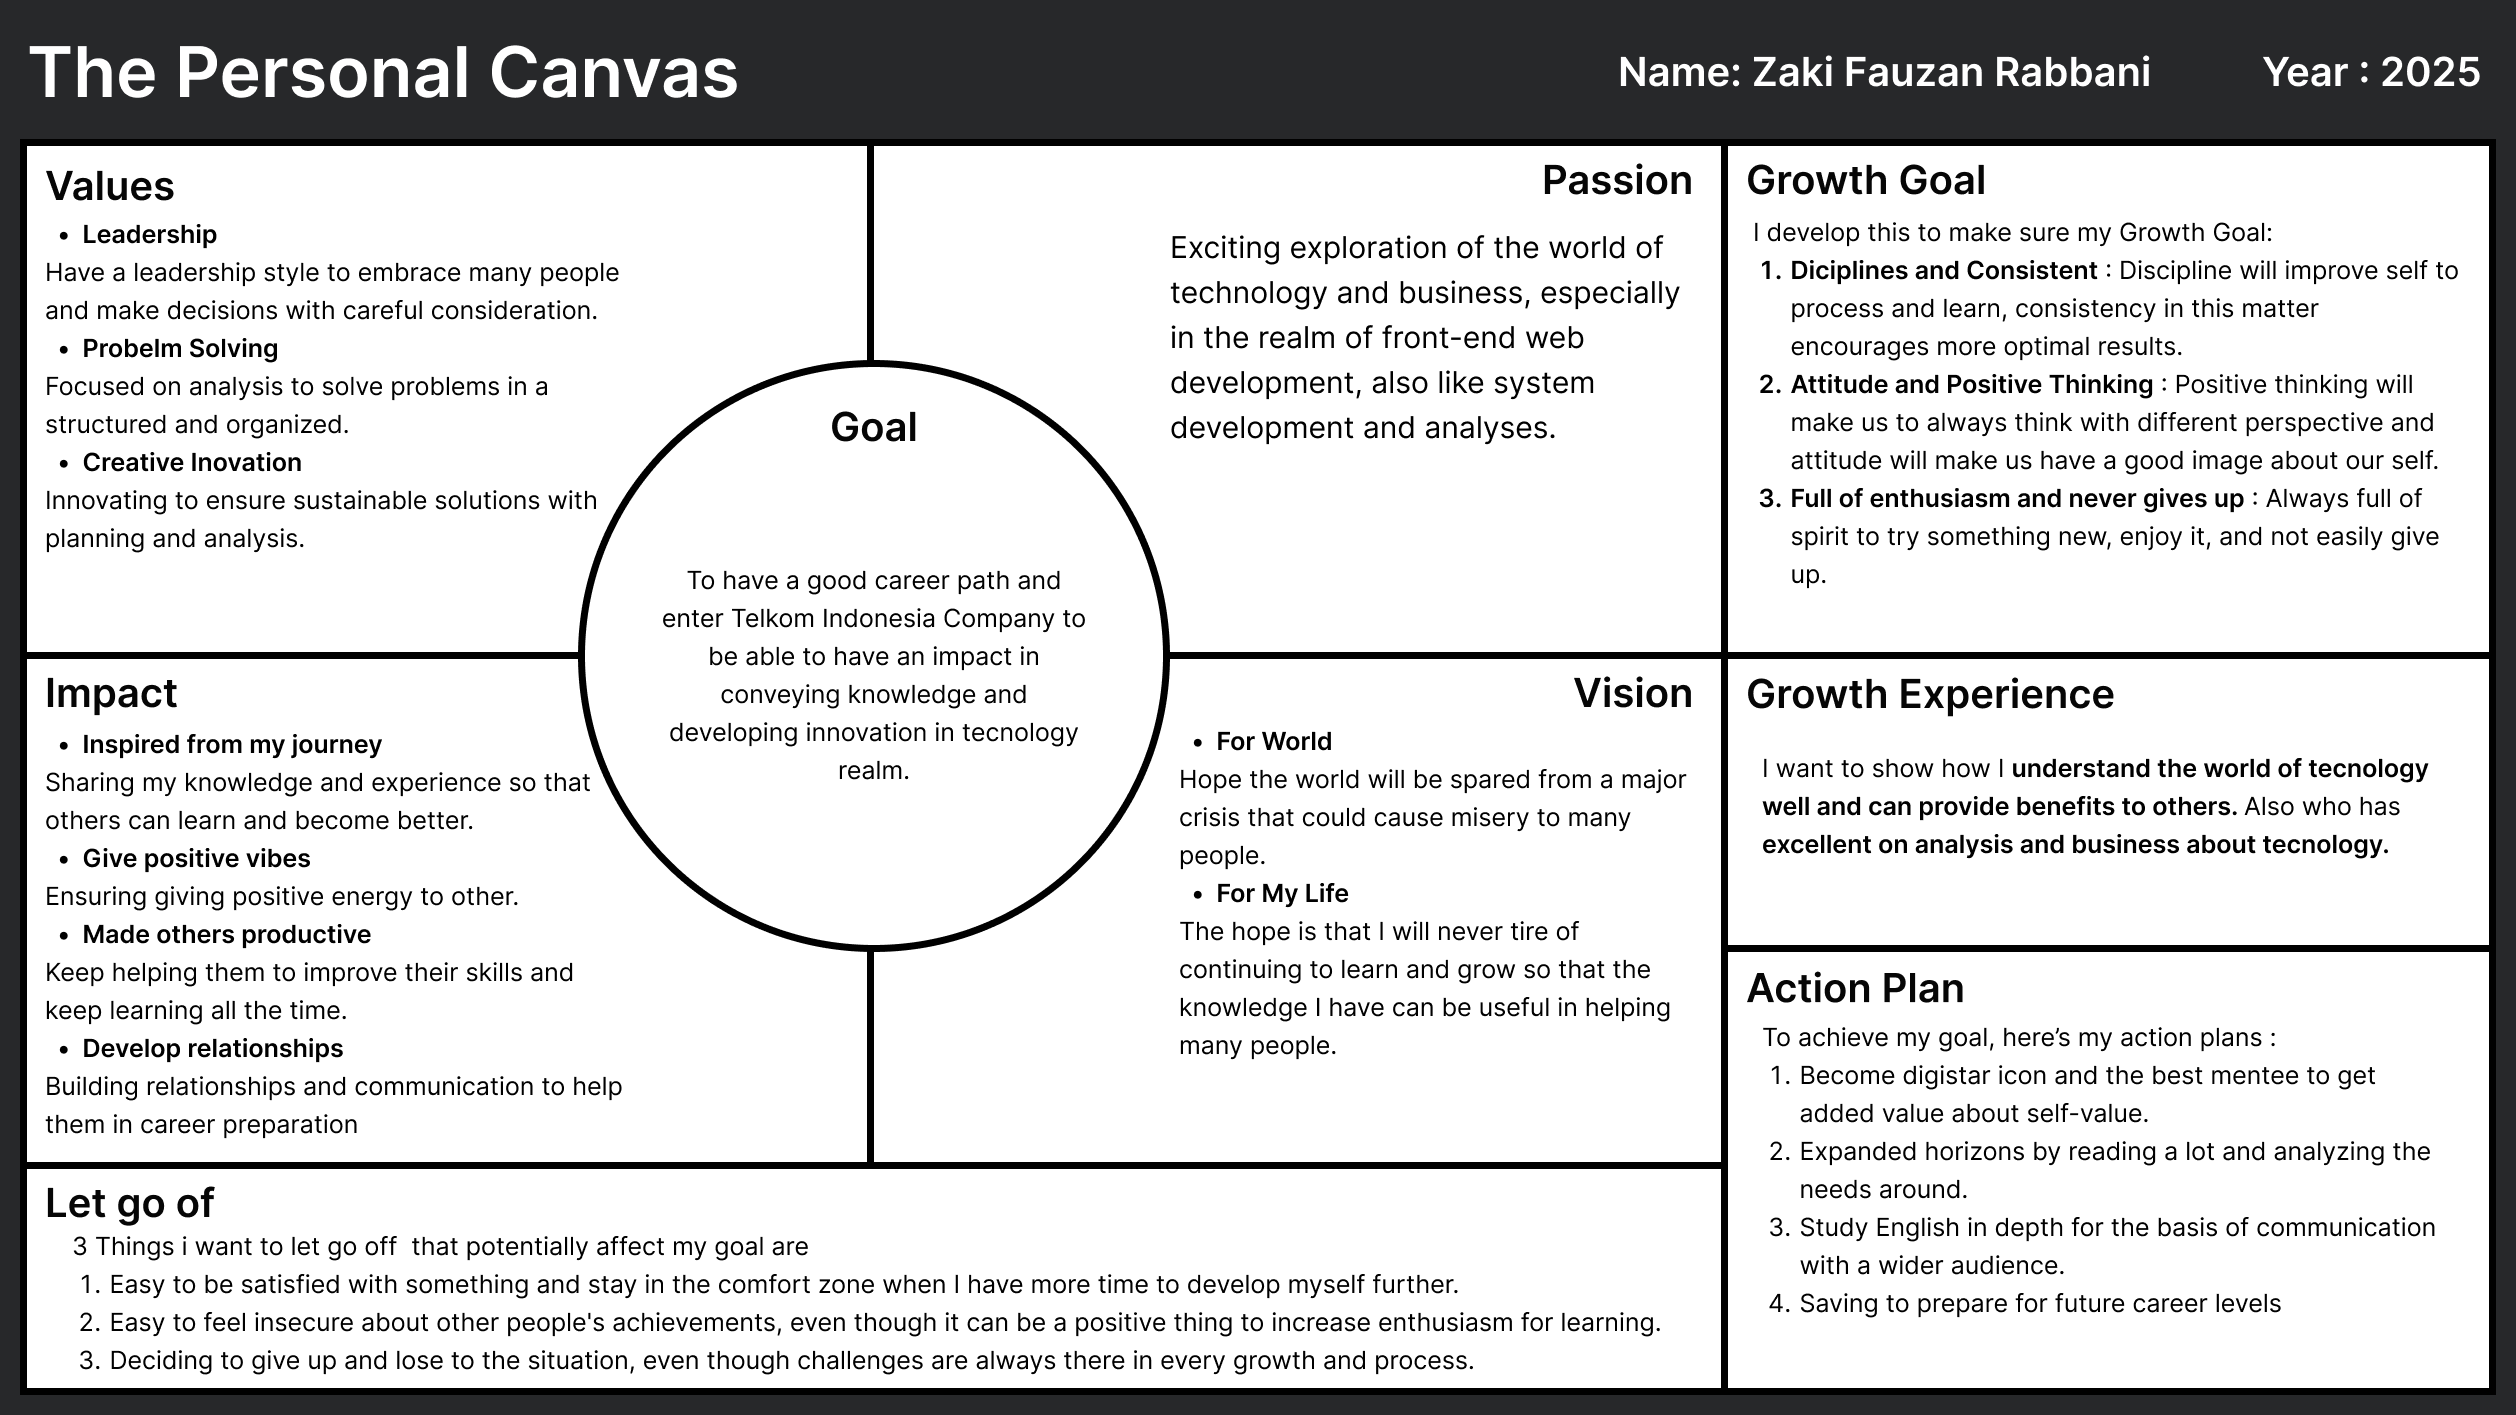 The Personal Canvas
Name: Zaki Fauzan Rabbani
Year : 2025
Values
• Leadership
Have a leadership style to embrace many people
and make decisions with careful consideration.
• Probelm Solving
Focused on analysis to solve problems in a
structured and organized.
• Creative Inovation
Innovating to ensure sustainable solutions with
planning and analysis.
Goal
To have a good career path and
enter Telkom Indonesia Company to
be able to have an impact in
conveying knowledge and
developing innovation in tecnology
realm.
Passion
Exciting exploration of the world of
technology and business, especially
in the realm of front-end web
development, also like system
development and analyses.
Growth Goal
I develop this to make sure my Growth Goal:
1. Diciplines and Consistent : Discipline will improve self to
process and learn, consistency in this matter
encourages more optimal results.
2. Attitude and Positive Thinking : Positive thinking will
make us to always think with different perspective and
attitude will make us have a good image about our self.
3. Full of enthusiasm and never gives up : Always full of
spirit to try something new, enjoy it, and not easily give
up.
Impact
• Inspired from my journey
Sharing my knowledge and experience so that
others can learn and become better.
• Give positive vibes
Ensuring giving positive energy to other.
• Made others productive
Keep helping them to improve their skills and
keep learning all the time.
• Develop relationships
Building relationships and communication to help
them in career preparation
Vision
• For World
Hope the world will be spared from a major
crisis that could cause misery to many
people.
• For My Life
The hope is that I will never tire of
continuing to learn and grow so that the
knowledge I have can be useful in helping
many people.
Growth Experience
I want to show how I understand the world of tecnology
well and can provide benefits to others. Also who has
excellent on analysis and business about tecnology.
Action Plan
To achieve my goal, here’s my action plans :
1. Become digistar icon and the best mentee to get
added value about self-value.
2. Expanded horizons by reading a lot and analyzing the
needs around.
3. Study English in depth for the basis of communication
with a wider audience.
4. Saving to prepare for future career levels
Let go of
3 Things i want to let go off  that potentially affect my goal are
1. Easy to be satisfied with something and stay in the comfort zone when I have more time to develop myself further.
2. Easy to feel insecure about other people's achievements, even though it can be a positive thing to increase enthusiasm for learning.
3. Deciding to give up and lose to the situation, even though challenges are always there in every growth and process.